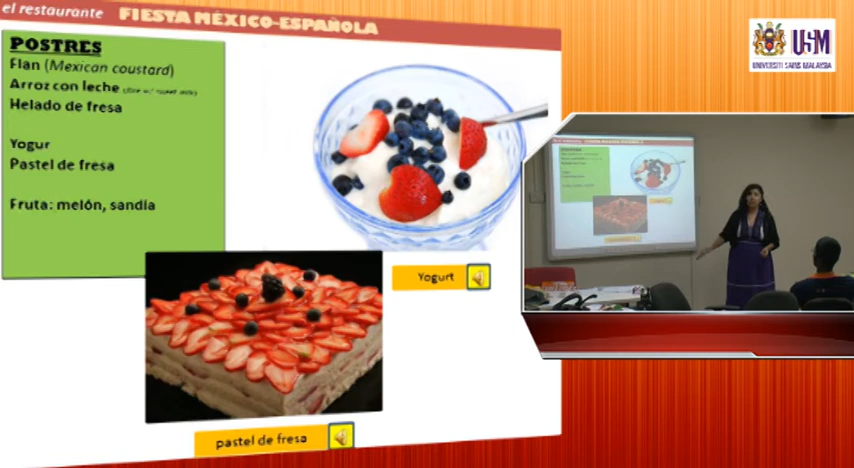 el restaurante FIESTA MÉXICO-ESPAÑOLA
USM
UNIVERSITI SAINS MALAYSIA
POSTRES
Flan (Mexican coustard)
Arroz con leche
Helado de fresa
Yogur
Pastel de fresa
Fruta: melón, sandía
Yogurt
pastel de fresa